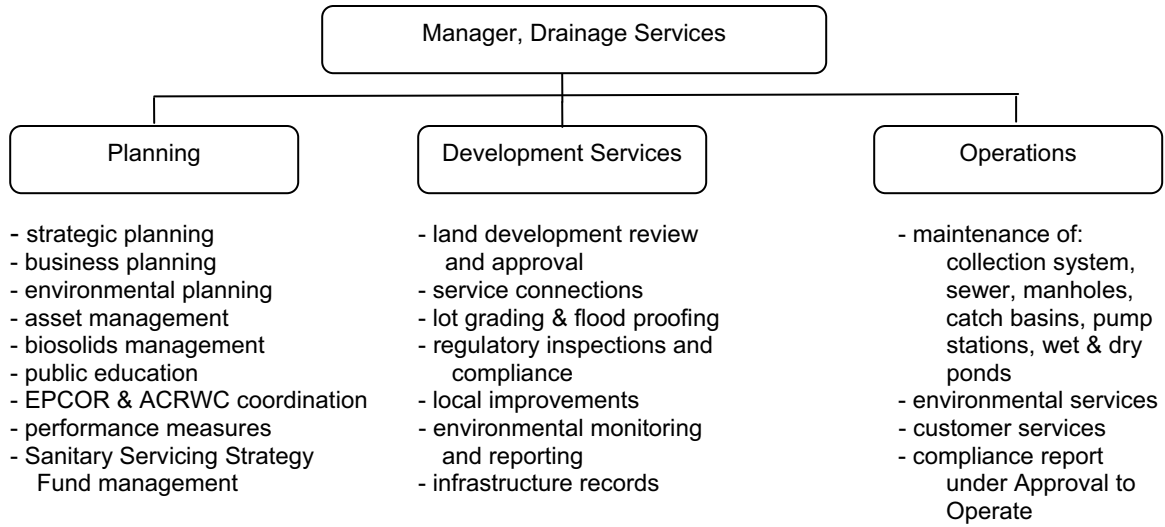 Manager, Drainage Services
Planning
- strategic planning
- business planning
- environmental planning
- asset management
- biosolids management
- public education
- EPCOR & ACRWC coordination
- performance measures
- Sanitary Servicing Strategy
Fund management
Development Services
- land development review
and approval
- service connections
- lot grading & flood proofing
- regulatory inspections and
compliance
- local improvements
- environmental monitoring
and reporting
- infrastructure records
Operations
- maintenance of:
collection system,
sewer, manholes,
catch basins, pump
stations, wet & dry
ponds
- environmental services
- customer services
- compliance report
under Approval to
Operate